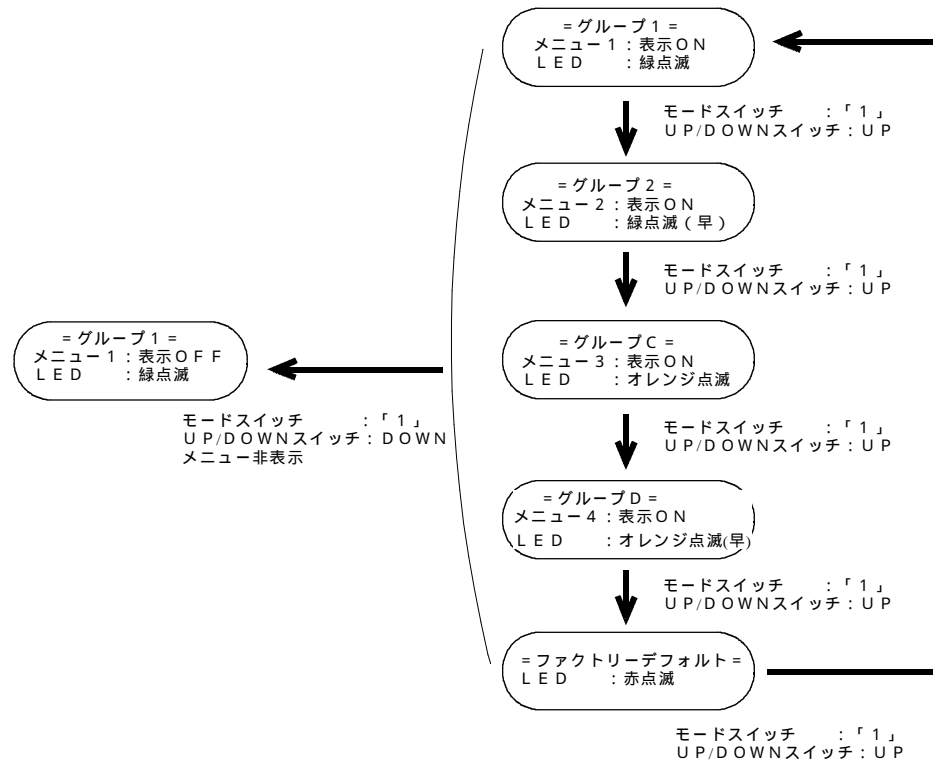 =グループ1=
メニュー1:表示ON
LED :緑点滅
モードスイッチ :「1」
UP/DOWNスイッチ:UP
=グループ2=
メニュー2:表示ON
LED :緑点滅(早)
モードスイッチ :「1」
UP/DOWNスイッチ:UP
=グループC=
メニュー3:表示ON
LED :オレンジ点滅
モードスイッチ :「1」
UP/DOWNスイッチ:UP
=グループD=
メニュー4:表示ON
LED :オレンジ点滅(早)
モードスイッチ :「1」
UP/DOWNスイッチ:UP
=ファクトリーデフォルト=
LED :赤点滅
モードスイッチ :「1」
UP/DOWNスイッチ:UP
=グループ1=
メニュー1:表示OFF
LED :緑点滅
モードスイッチ :「1」
UP/DOWNスイッチ:DOWN
メニュー非表示